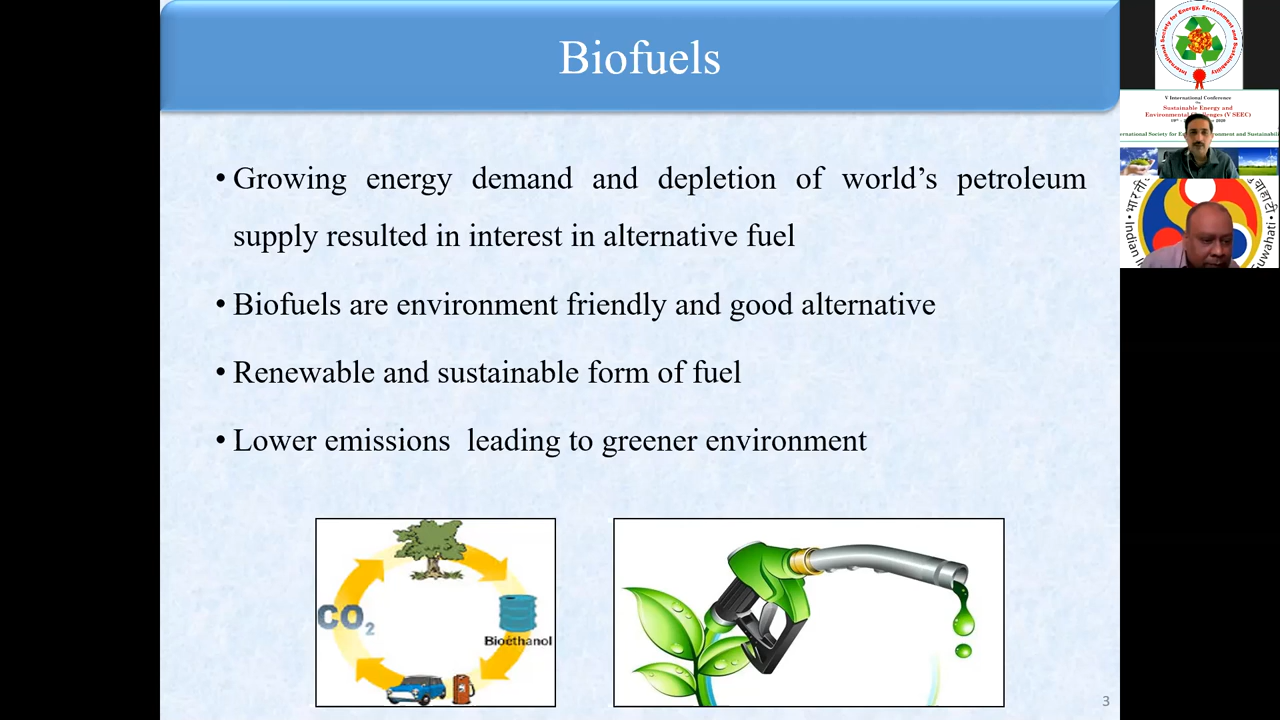 Biofuels
• Growing energy demand and depletion of world's petroleum
supply resulted in interest in alternative fuel
• Biofuels are environment friendly and good alternative
• Renewable and sustainable form of fuel
• Lower emissions leading to greener environment
CO2
Bioethanol
3
International Society for Energy, Environment and Sustainability
V International Conference
on
Sustainable Energy and
Environmental Challenges (V SEEC)
2020